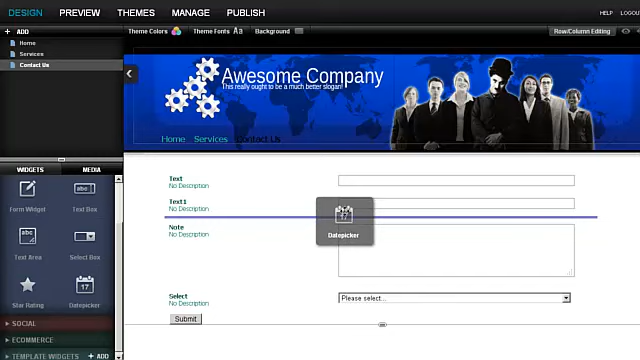 DESIGN PREVIEW THEMES MANAGE PUBLISH HELP LOGOU
ADD Theme Colors Theme Fonts Aa Background Row/Column Editing
Home
Services
Contact Us
Awesome Company
This really ought to be a much better slogan!
Home Services Contact Us
WIDGETS MEDIA
Form Widget Text Box
Text Area Select Box
Star Rating Datepicker
SOCIAL
ECOMMERCE
TEMPLATE WIDGETS ADD
Text
No Description
Text1
No Description
17
Datepicker
Note
No Description
Select
No Description
Please select...
Submit